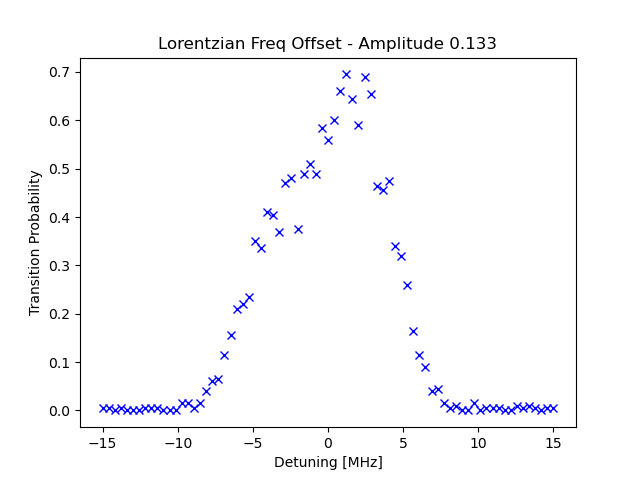 Lorentzian Freq Offset - Amplitude 0.133
Transition Probability
0.7
0.6
0.5
0.4
0.3
0.2
0.1
0.0
−15 −10 −5 0 5 10 15
Detuning [MHz]